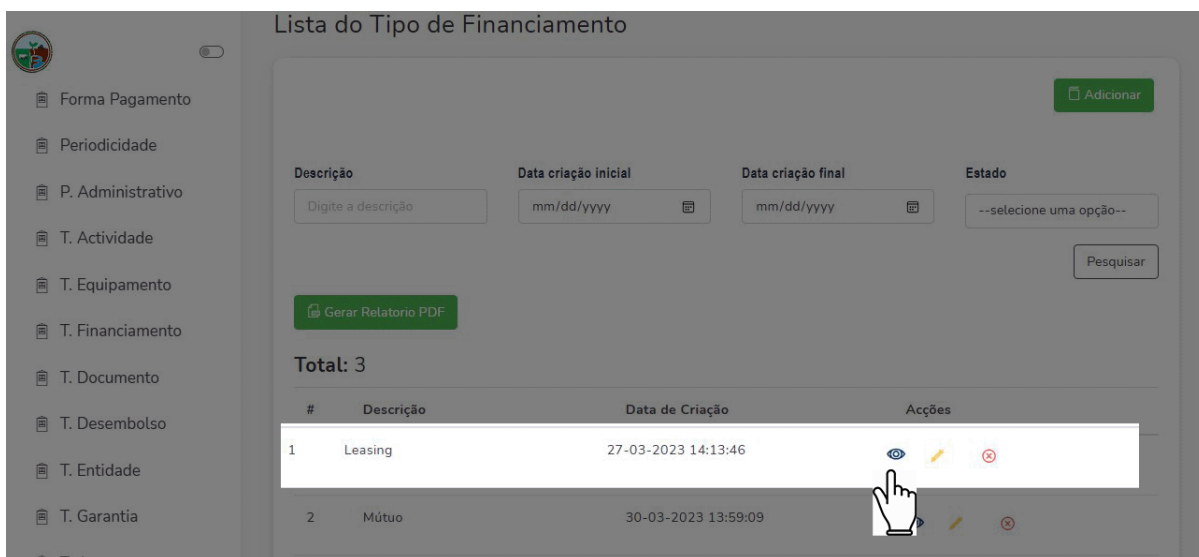 Lista do Tipo de Financiamento
Forma Pagamento
Periodicidade
P. Administrativo
T. Actividade
T. Equipamento
T. Financiamento
T. Documento
T. Desembolso
T. Entidade
T. Garantia
Adicionar
Descrição Data criação inicial Data criação final Estado
Digite a descrição mm/dd/yyyy mm/dd/yyyy --selecione uma opção--
Pesquisar
Gerar Relatorio PDF
Total: 3
# Descrição Data de Criação Acções
1 Leasing 27-03-2023 14:13:46
2 Mútuo 30-03-2023 13:59:09